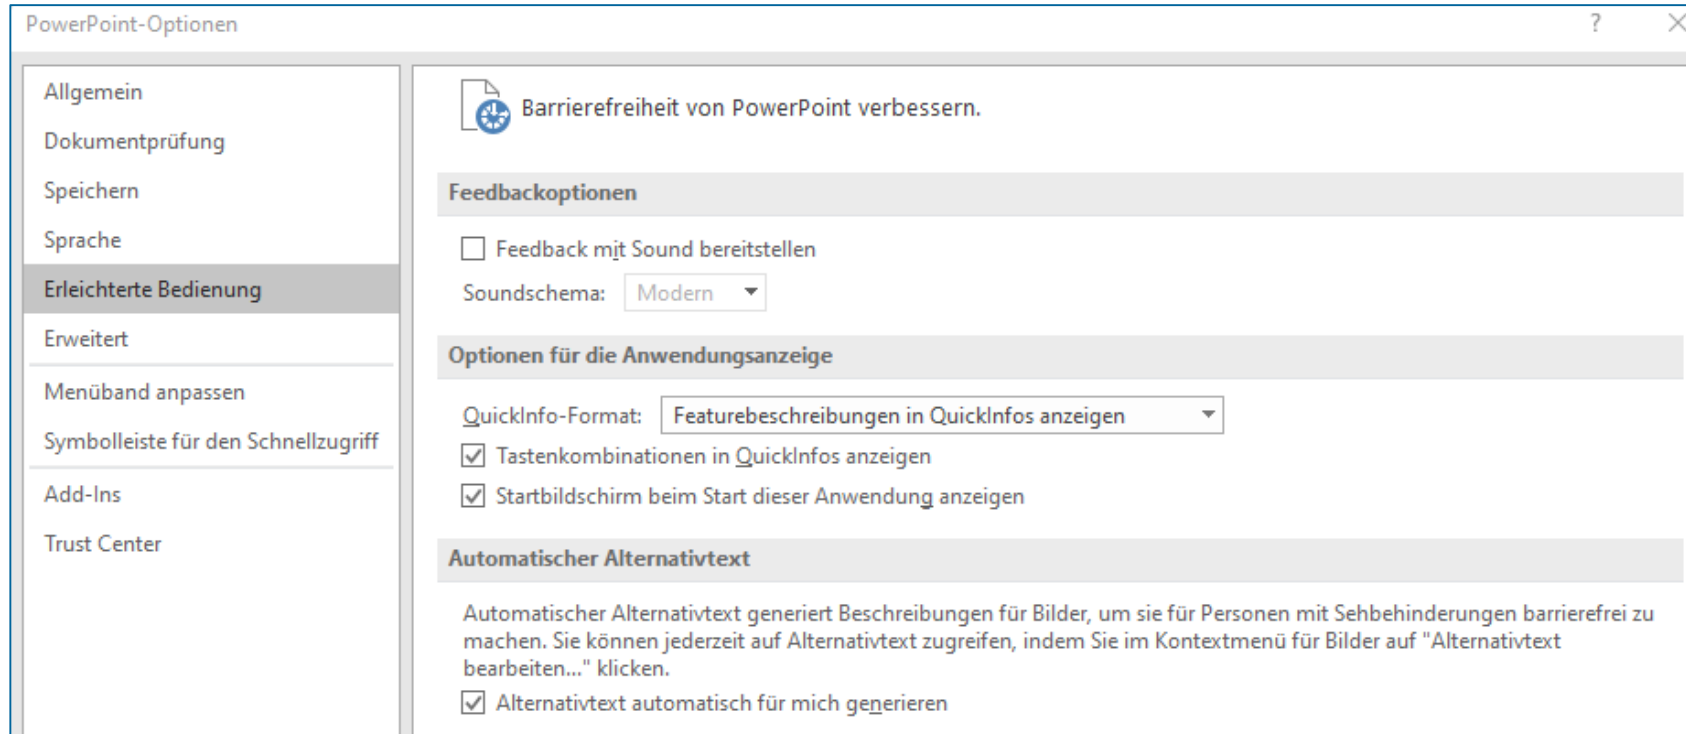 PowerPoint-Optionen
?
Allgemein
Dokumentprüfung
Speichern
Sprache
Erleichterte Bedienung
Erweitert
Menüband anpassen
Symbolleiste für den Schnellzugriff
Add-Ins
Trust Center
Barrierefreiheit von PowerPoint verbessern.
Feedbackoptionen
Feedback mit Sound bereitstellen
Soundschema: Modern
Optionen für die Anwendungsanzeige
QuickInfo-Format: Featurebeschreibungen in QuickInfos anzeigen
Tastenkombinationen in QuickInfos anzeigen
Startbildschirm beim Start dieser Anwendung anzeigen
Automatischer Alternativtext
Automatischer Alternativtext generiert Beschreibungen für Bilder, um sie für Personen mit Sehbehinderungen barrierefrei zu
machen. Sie können jederzeit auf Alternativtext zugreifen, indem Sie im Kontextmenü für Bilder auf "Alternativtext
bearbeiten..." klicken.
Alternativtext automatisch für mich generieren